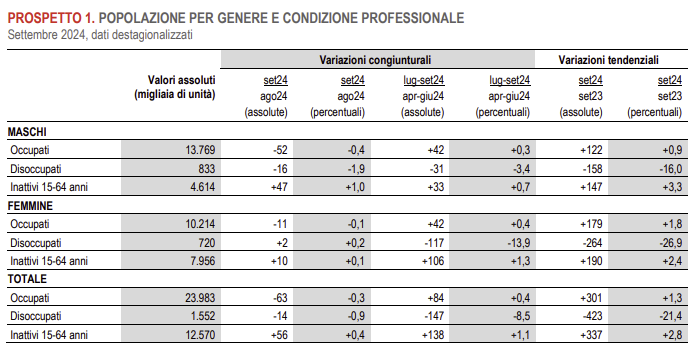 PROSPETTO 1. POPOLAZIONE PER GENERE E CONDIZIONE PROFESSIONALE
Settembre 2024, dati destagionalizzati
Variazioni congiunturali Variazioni tendenziali
Valori assoluti set24 set24 lug-set24 lug-set24 set24 set24
(migliaia di unità) ago24 ago24 apr-giu24 apr-giu24 set23 set23
(assolute) (percentuali) (assolute) (percentuali) (assolute) (percentuali)
MASCHI
Occupati 13.769 -52 -0,4 +42 +0,3 +122 +0,9
Disoccupati 833 -16 -1,9 -31 -3,4 -158 -16,0
Inattivi 15-64 anni 4.614 +47 +1,0 +33 +0,7 +147 +3,3
FEMMINE
Occupati 10.214 -11 -0,1 +42 +0,4 +179 +1,8
Disoccupati 720 +2 +0,2 -117 -13,9 -264 -26,9
Inattivi 15-64 anni 7.956 +10 +0,1 +106 +1,3 +190 +2,4
TOTALE
Occupati 23.983 -63 -0,3 +84 +0,4 +301 +1,3
Disoccupati 1.552 -14 -0,9 -147 -8,5 -423 -21,4
Inattivi 15-64 anni 12.570 +56 +0,4 +138 +1,1 +337 +2,8